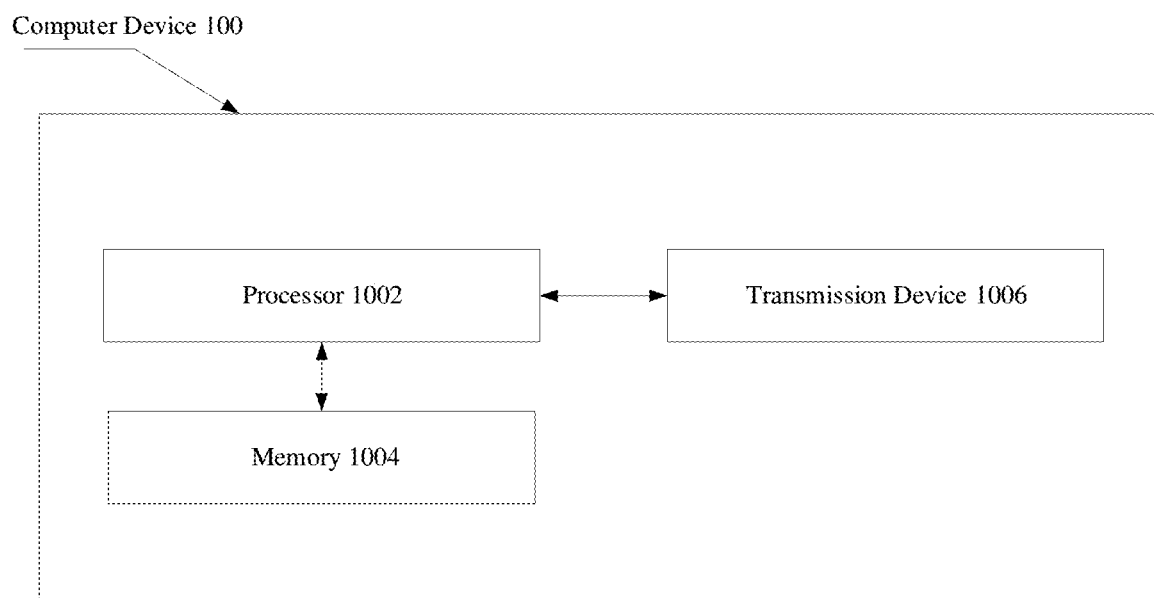 Computer Device 100
Processor 1002
Transmission Device 1006
Memory 1004